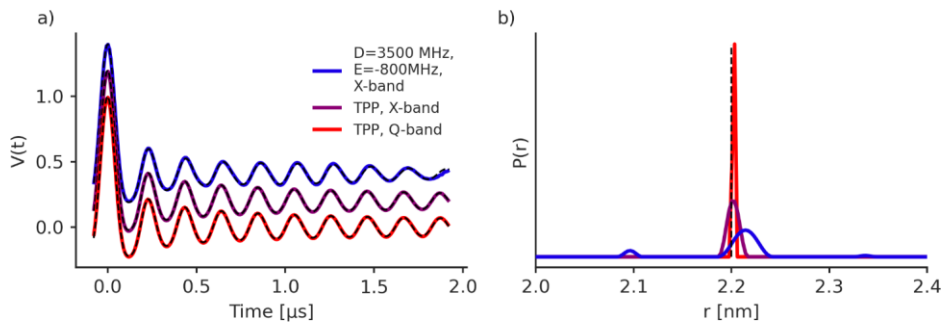 a)
V(t)
1.0
0.5
0.0
D=3500 MHz,
E=-800MHz,
X-band
TPP, X-band
TPP, Q-band
0.0 0.5 1.0 1.5 2.0
Time [μs]
b)
P(r)
2.0 2.1 2.2 2.3 2.4
r [nm]